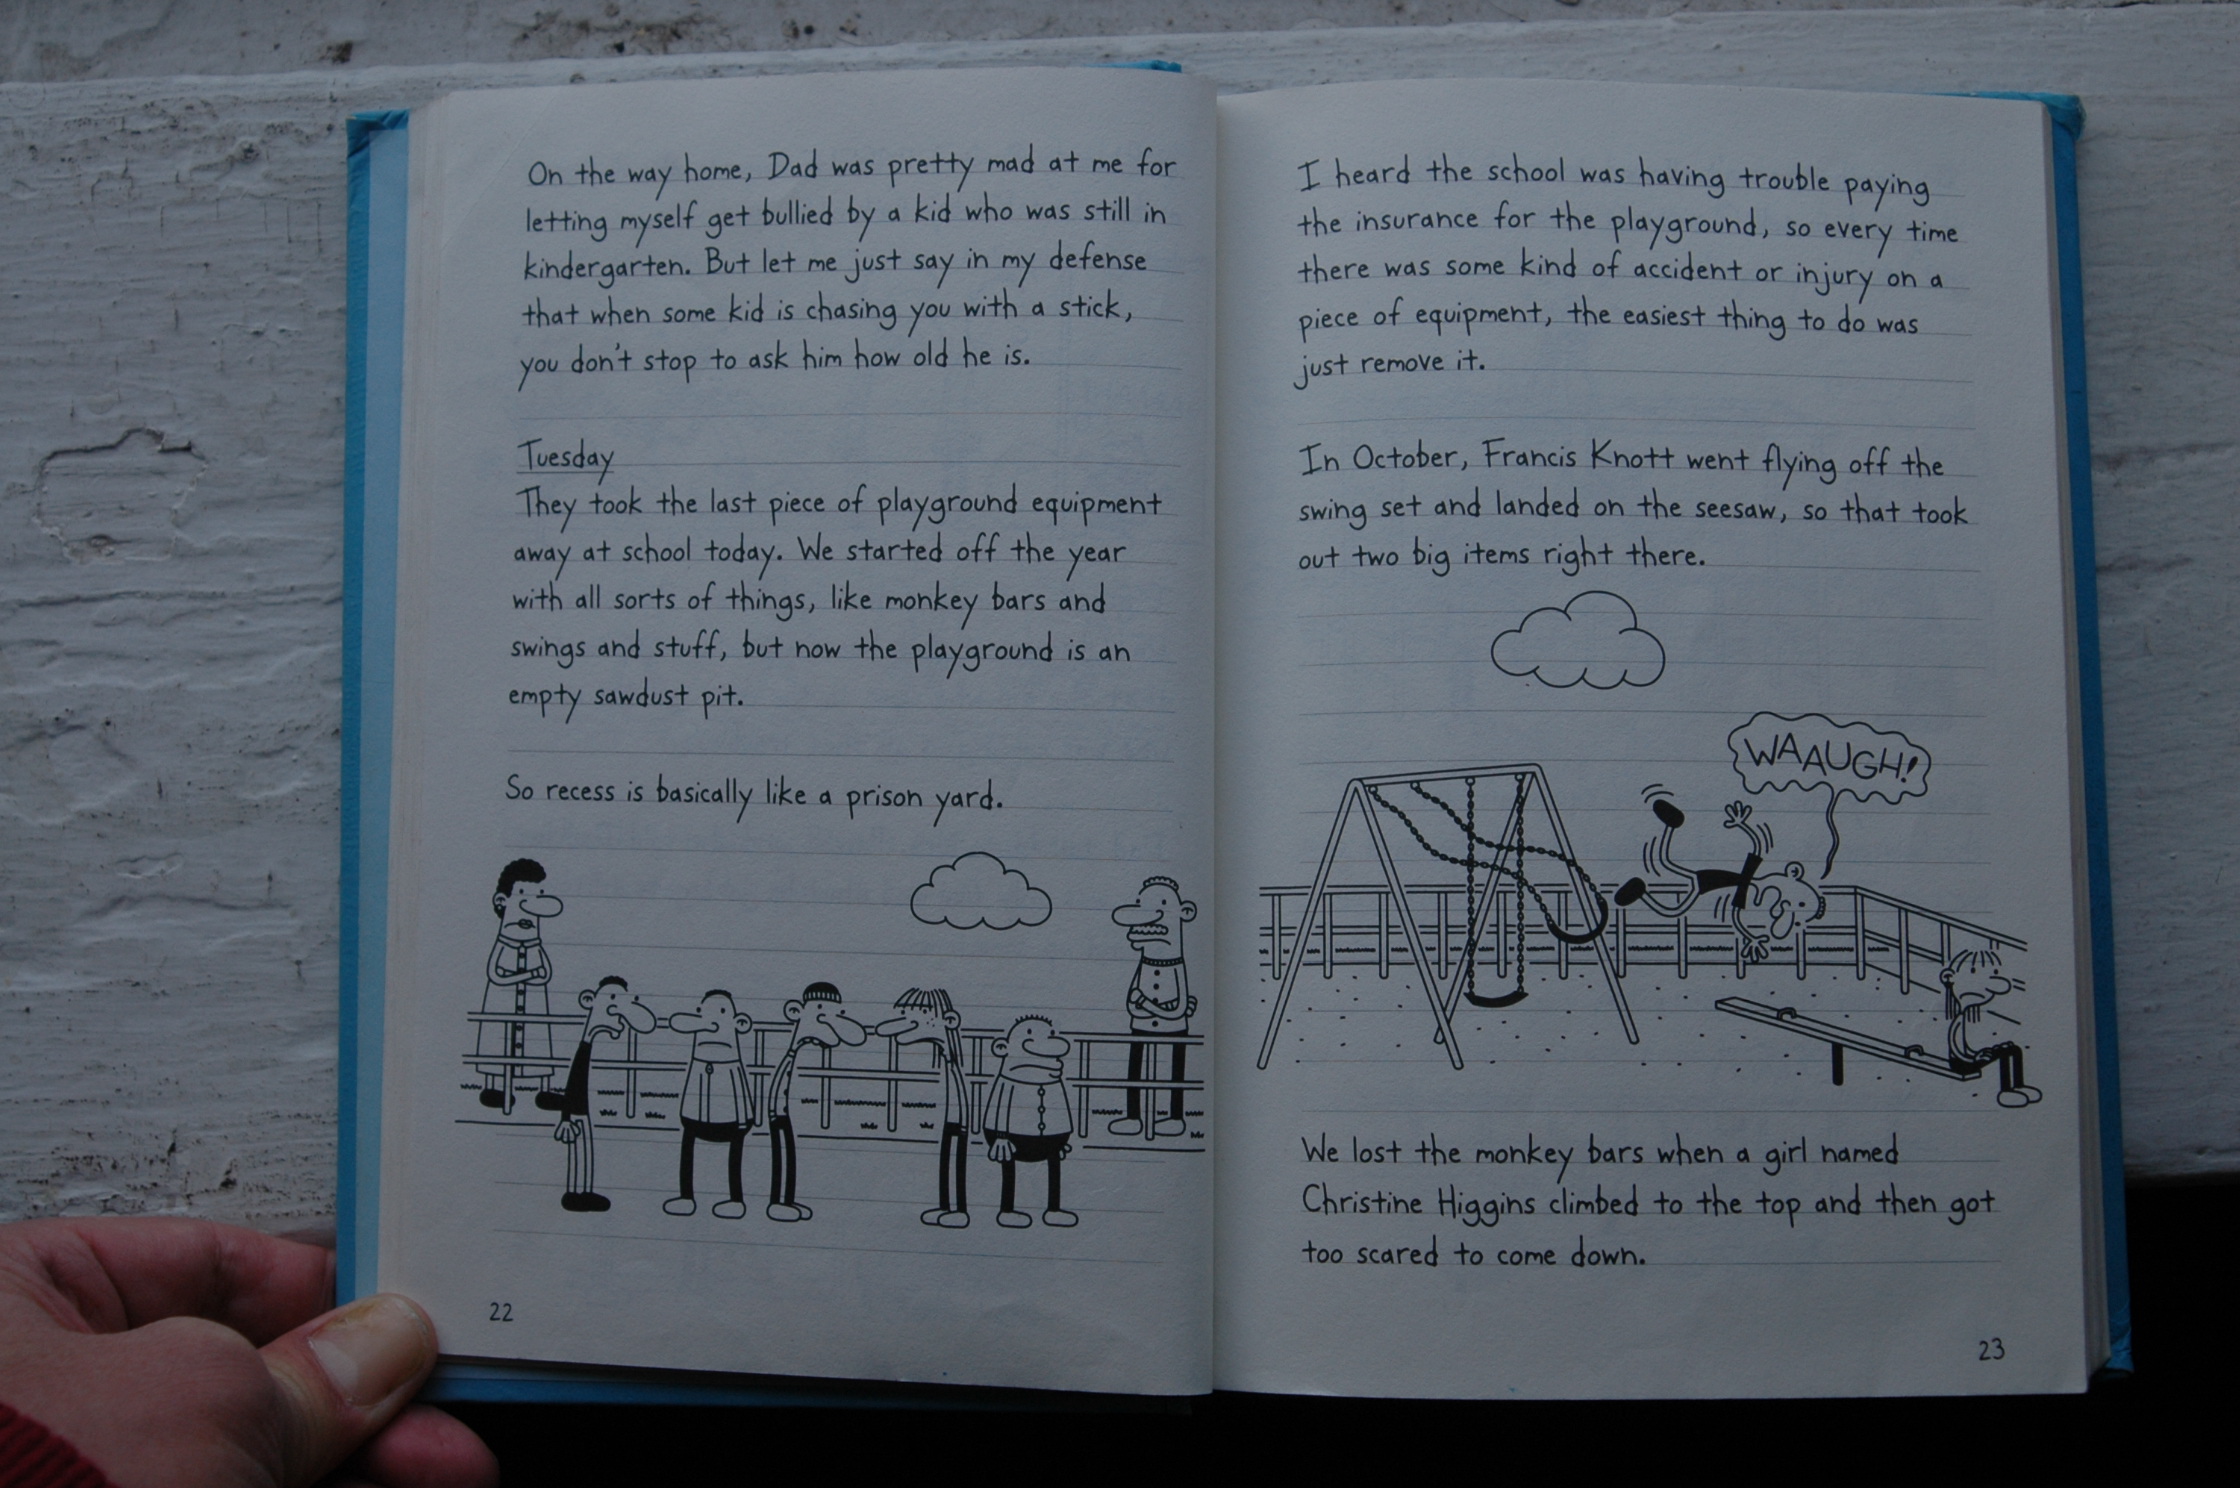 On the way home, Dad was pretty mad at me for
letting myself get bullied by a kid who was still in
kindergarten. But let me just say in my defense
that when some kid is chasing you with a stick,
you don't stop to ask him how old he is.
Tuesday
They took the last piece of playground equipment
away at school today. We started off the year
with all sorts of things, like monkey bars and
swings and stuff, but now the playground is an
empty sawdust pit.
So recess is basically like a prison yard.
22
I heard the school was having trouble paying
the insurance for the playground, so every time
there was some kind of accident or injury on a
piece of equipment, the easiest thing to do was
just remove it.
In October, Francis Knott went flying off the
swing set and landed on the seesaw, so that took
out two big items right there.
WAAUGH!
We lost the monkey bars when a girl named
Christine Higgins climbed to the top and then got
too scared to come down.
23